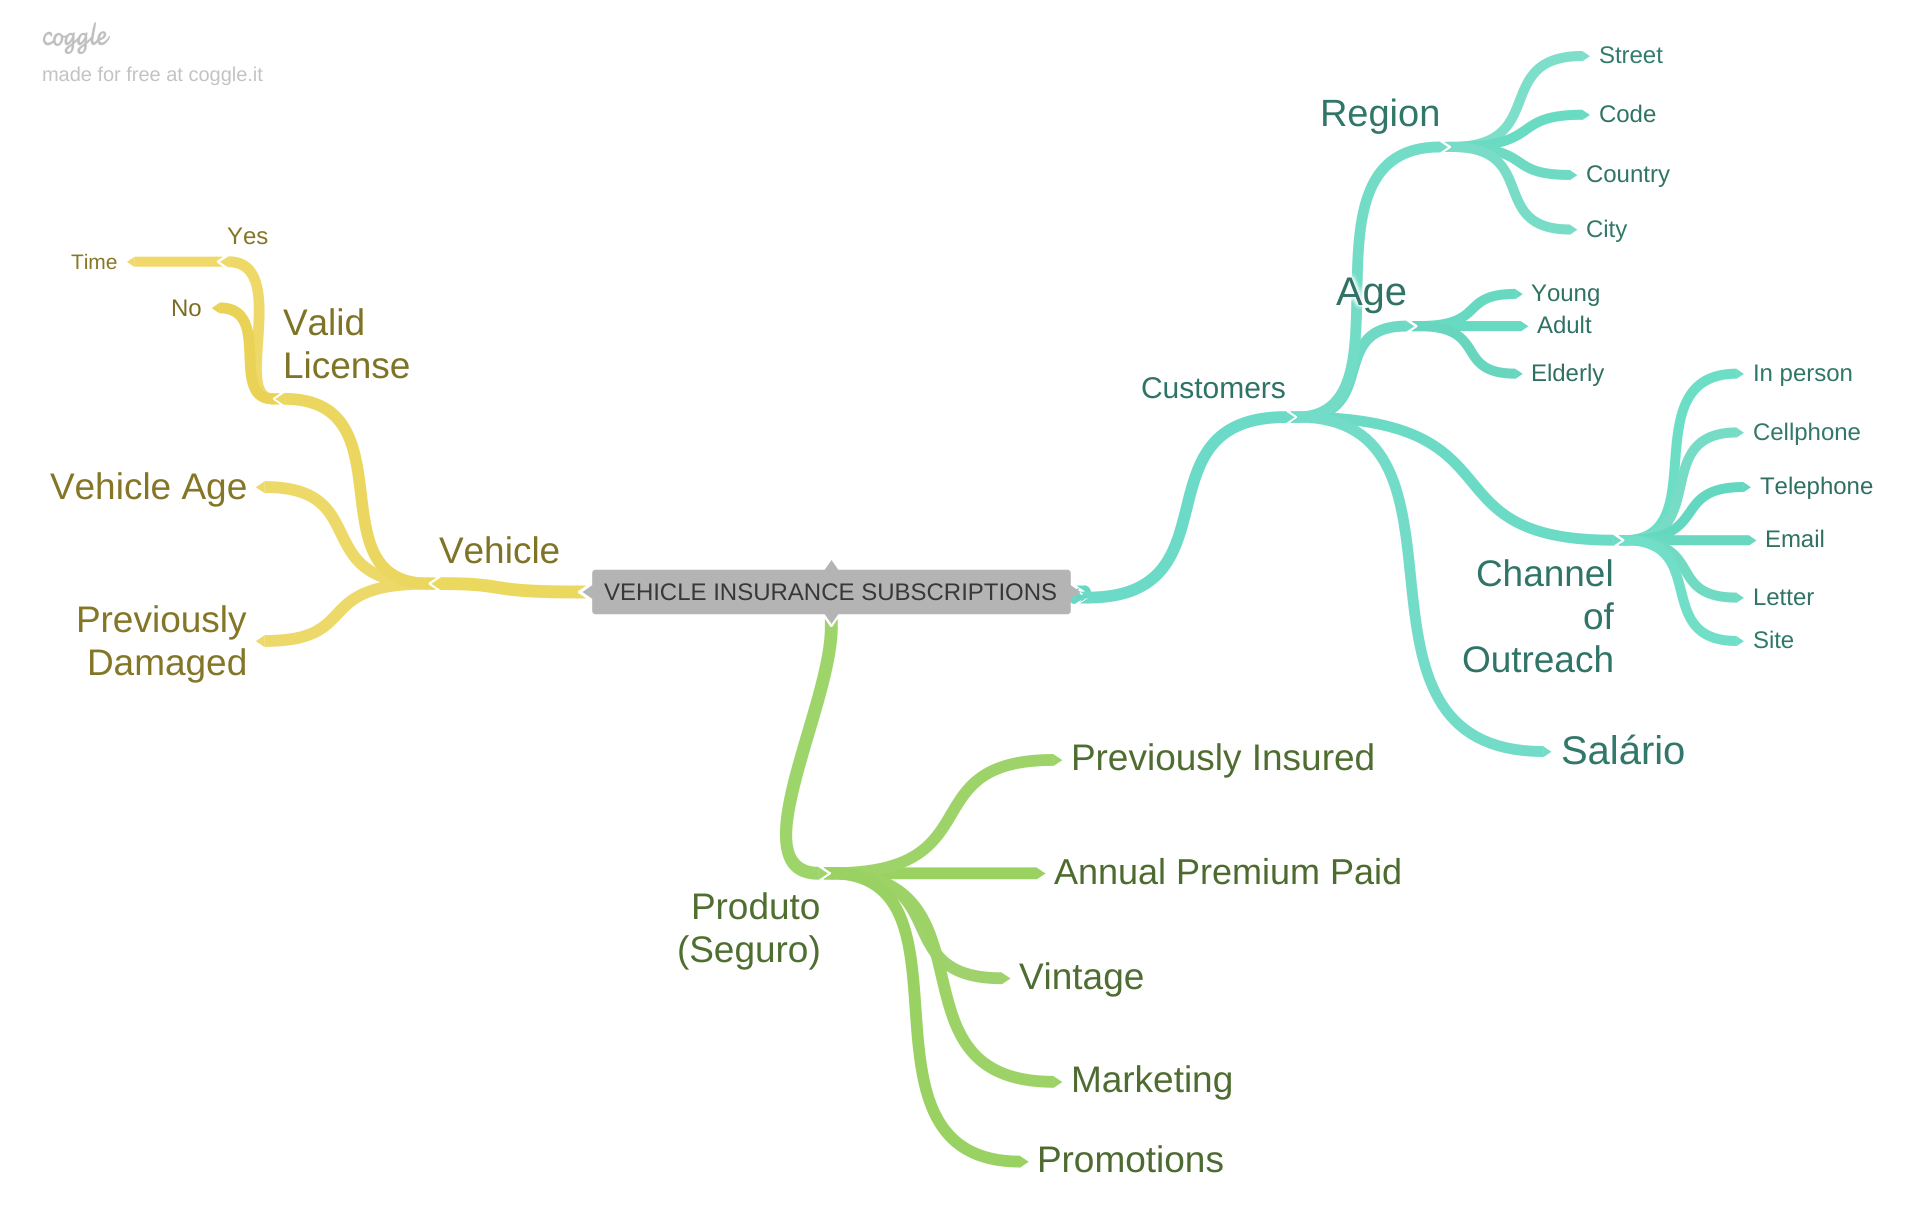 coggle
made for free at coggle.it
Street
Region
Code
Country
City
Yes
Time
No
Valid
License
Age
Young
Adult
Elderly
Customers
In person
Cellphone
Telephone
Email
Letter
Site
Channel
of
Outreach
Salário
Vehicle Age
Vehicle
Previously
Damaged
VEHICLE INSURANCE SUBSCRIPTIONS
Previously Insured
Annual Premium Paid
Produto
(Seguro)
Vintage
Marketing
Promotions